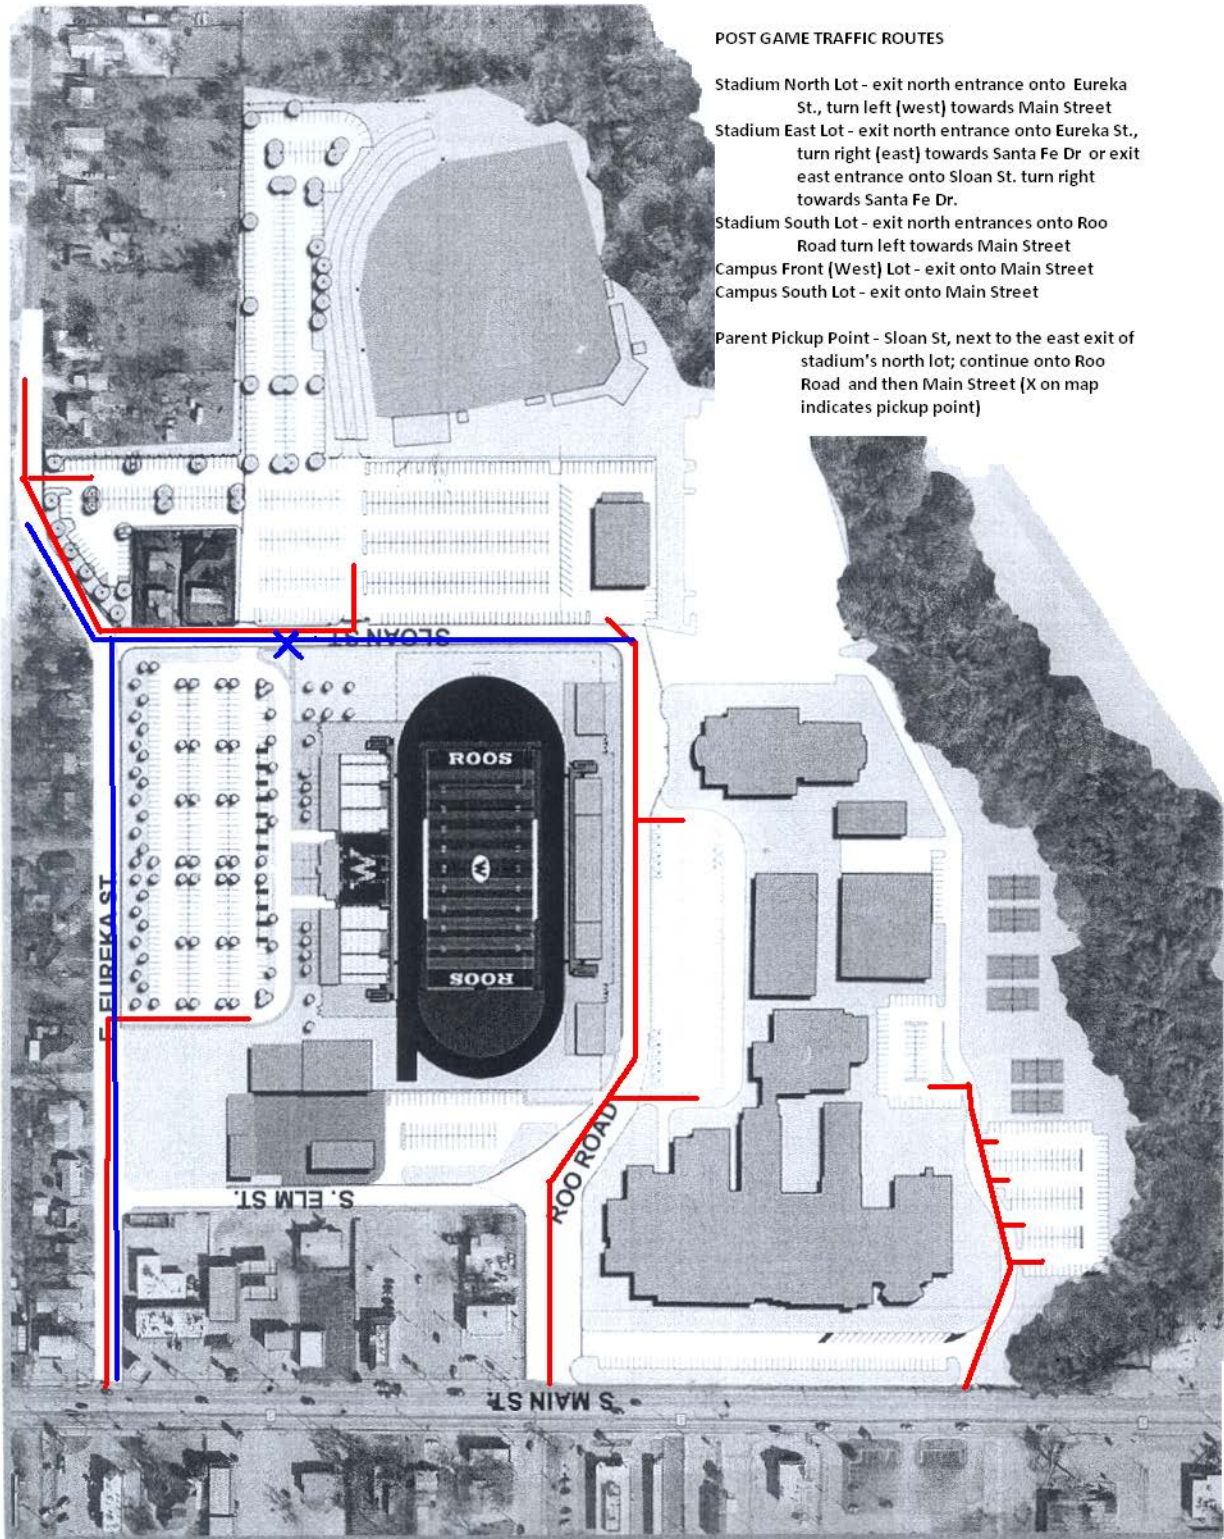 POST GAME TRAFFIC ROUTES
Stadium North Lot - exit north entrance onto Eureka
St., turn left (west) towards Main Street
Stadium East Lot - exit north entrance onto Eureka St.,
turn right (east) towards Santa Fe Dr or exit
east entrance onto Sloan St. turn right
towards Santa Fe Dr.
Stadium South Lot - exit north entrances onto Roo
Road turn left towards Main Street
Campus Front (West) Lot - exit onto Main Street
Campus South Lot - exit onto Main Street
Parent Pickup Point - Sloan St, next to the east exit of
stadium's north lot; continue onto Roo
Road and then Main Street (X on map
indicates pickup point)
SLOAN ST.
ROOS
W
W
ROOS
E. EUREKA ST.
ROO ROAD
S. ELM ST.
S MAIN ST.